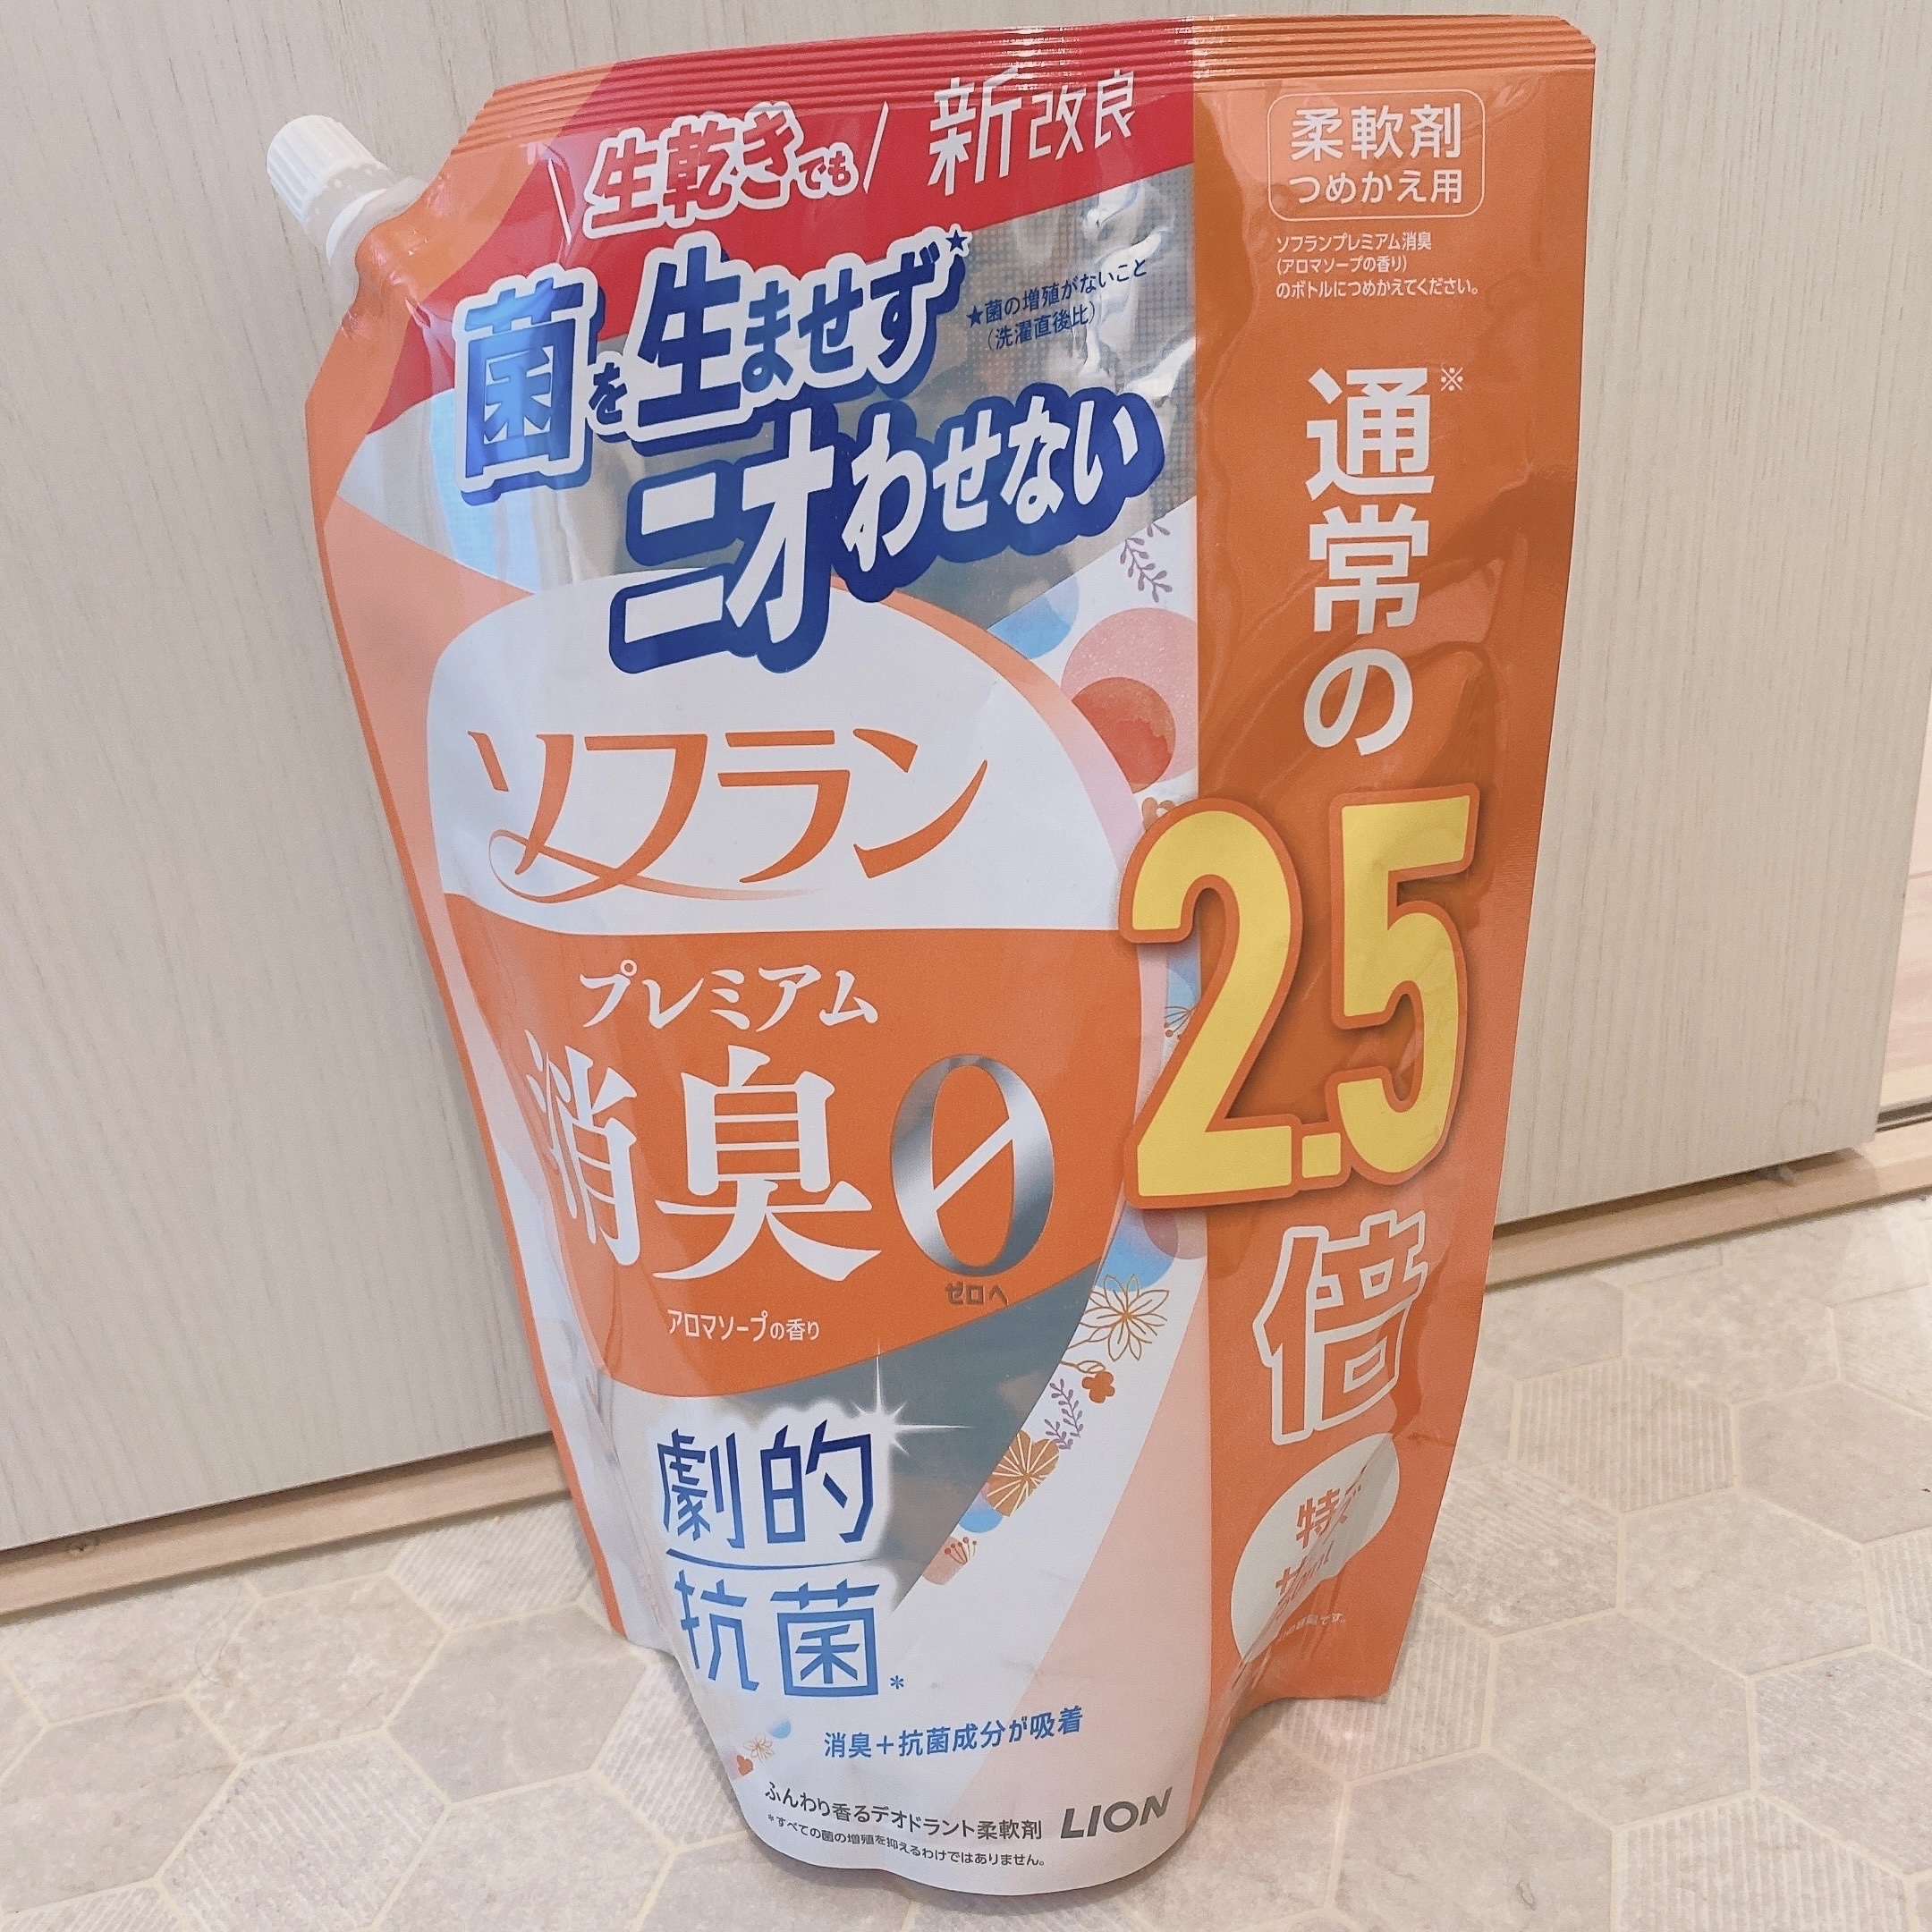 生乾きでも
新改良
菌を生ませず★
★菌の増殖がないこと
(洗濯直後比)
ニオわせない
ソフラン
プレミアム
消臭0
ゼロへ
アロマソープの香り
劇的
抗菌*
消臭+抗菌成分が吸着
ふんわり香るデオドラント柔軟剤
LION
*すべての菌の増殖を抑えるわけではありません。
柔軟剤
つめかえ用
ソフランプレミアム消臭
(アロマソープの香り)
のボトルにつめかえてください。
通常の※
2.5
倍